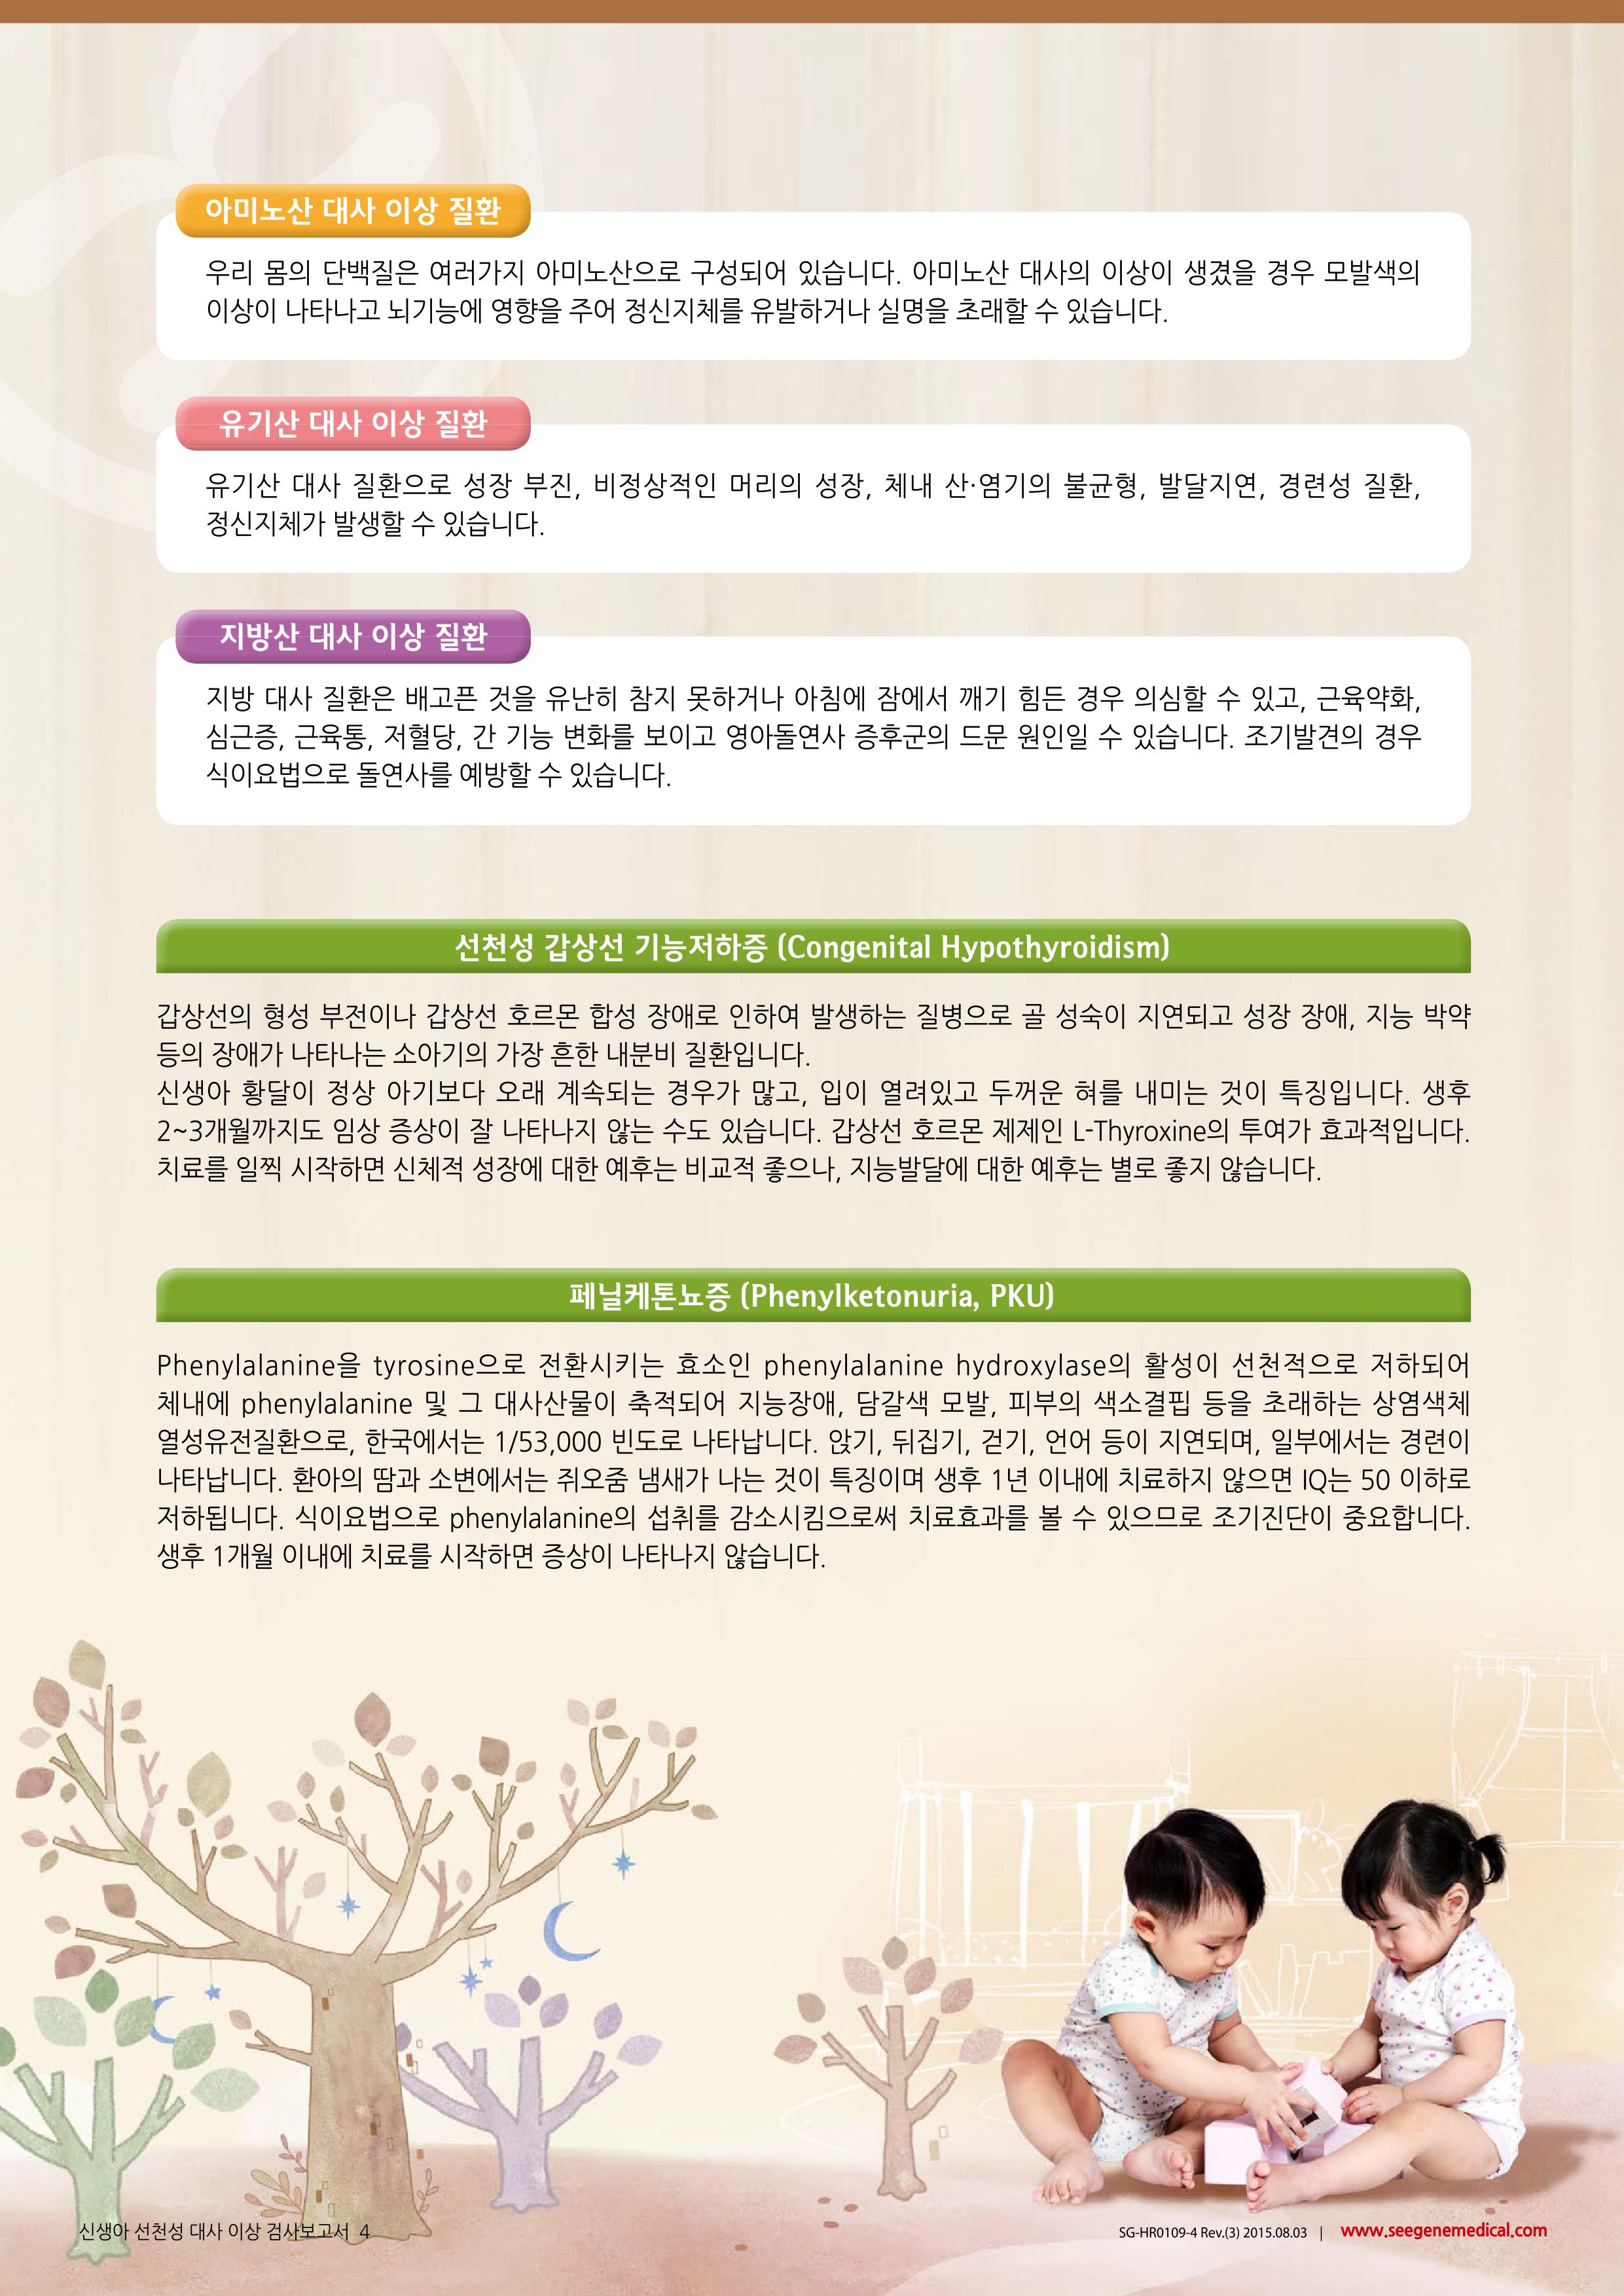 아미노산 대사 이상 질환
우리 몸의 단백질은 여러가지 아미노산으로 구성되어 있습니다. 아미노산 대사의 이상이 생겼을 경우 모발색의
이상이 나타나고 뇌기능에 영향을 주어 정신지체를 유발하거나 실명을 초래할 수 있습니다.
유기산 대사 이상 질환
유기산 대사 질환으로 성장 부진, 비정상적인 머리의 성장, 체내 산·염기의 불균형, 발달지연, 경련성 질환,
정신지체가 발생할 수 있습니다.
지방산 대사 이상 질환
지방 대사 질환은 배고픈 것을 유난히 참지 못하거나 아침에 잠에서 깨기 힘든 경우 의심할 수 있고, 근육약화,
심근증, 근육통, 저혈당, 간 기능 변화를 보이고 영아돌연사 증후군의 드문 원인일 수 있습니다. 조기발견의 경우
식이요법으로 돌연사를 예방할 수 있습니다.
선천성 갑상선 기능저하증 (Congenital Hypothyroidism)
갑상선의 형성 부전이나 갑상선 호르몬 합성 장애로 인하여 발생하는 질병으로 골 성숙이 지연되고 성장 장애, 지능 박약
등의 장애가 나타나는 소아기의 가장 흔한 내분비 질환입니다.
신생아 황달이 정상 아기보다 오래 계속되는 경우가 많고, 입이 열려있고 두꺼운 혀를 내미는 것이 특징입니다. 생후
2~3개월까지도 임상 증상이 잘 나타나지 않는 수도 있습니다. 갑상선 호르몬 제제인 L-Thyroxine의 투여가 효과적입니다.
치료를 일찍 시작하면 신체적 성장에 대한 예후는 비교적 좋으나, 지능발달에 대한 예후는 별로 좋지 않습니다.
페닐케톤뇨증 (Phenylketonuria, PKU)
Phenylalanine을 tyrosine으로 전환시키는 효소인 phenylalanine hydroxylase의 활성이 선천적으로 저하되어
체내에 phenylalanine 및 그 대사산물이 축적되어 지능장애, 담갈색 모발, 피부의 색소결핍 등을 초래하는 상염색체
열성유전질환으로, 한국에서는 1/53,000 빈도로 나타납니다. 앉기, 뒤집기, 걷기, 언어 등이 지연되며, 일부에서는 경련이
나타납니다. 환아의 땀과 소변에서는 쥐오줌 냄새가 나는 것이 특징이며 생후 1년 이내에 치료하지 않으면 IQ는 50 이하로
저하됩니다. 식이요법으로 phenylalanine의 섭취를 감소시킴으로써 치료효과를 볼 수 있으므로 조기진단이 중요합니다.
생후 1개월 이내에 치료를 시작하면 증상이 나타나지 않습니다.
신생아 선천성 대사 이상 검사보고서 4
SG-HR0109-4 Rev.(3) 2015.08.03 | www.seegenemedical.com